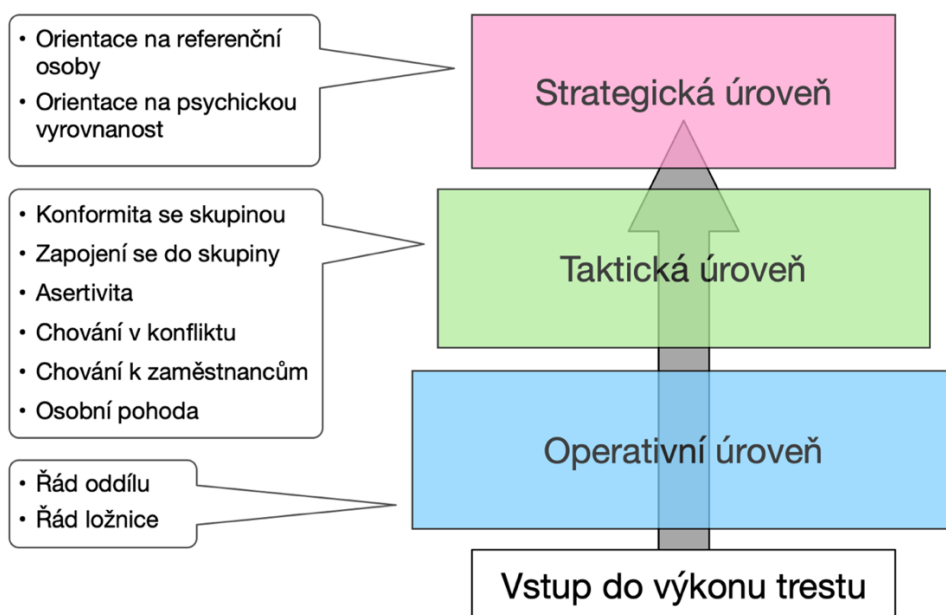 • Orientace na referenční
osoby
• Orientace na psychickou
vyrovnanost
Strategická úroveň
• Konformita se skupinou
• Zapojení se do skupiny
• Asertivita
• Chování v konfliktu
• Chování k zaměstnancům
• Osobní pohoda
Taktická úroveň
• Řád oddílu
• Řád ložnice
Operativní úroveň
Vstup do výkonu trestu